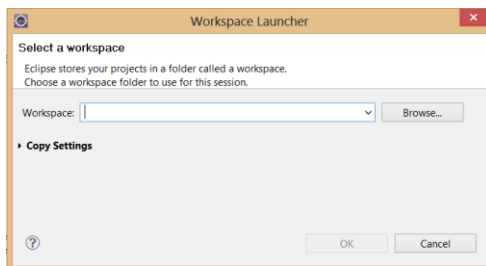 Workspace Launcher
Select a workspace
Eclipse stores your projects in a folder called a workspace.
Choose a workspace folder to use for this session.
Workspace:
Browse...
Copy Settings
OK
Cancel